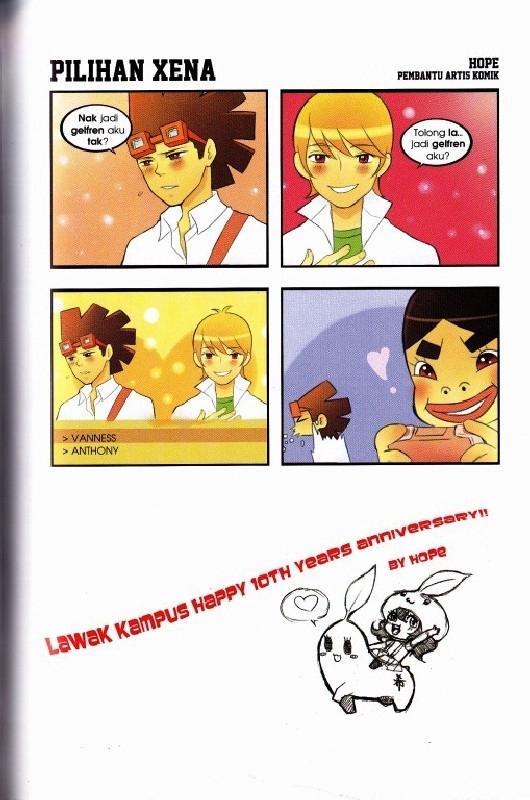 PILIHAN XENA
HOPE
PEMBANTU ARTIS KOMIK
Nak jadi
gelfren aku
tak?
Tolong la..
jadi gelfren
aku?
> VANNESS
> ANTHONY
Lawak Kampus Happy 10th Years Anniversary!!
By Hope
希